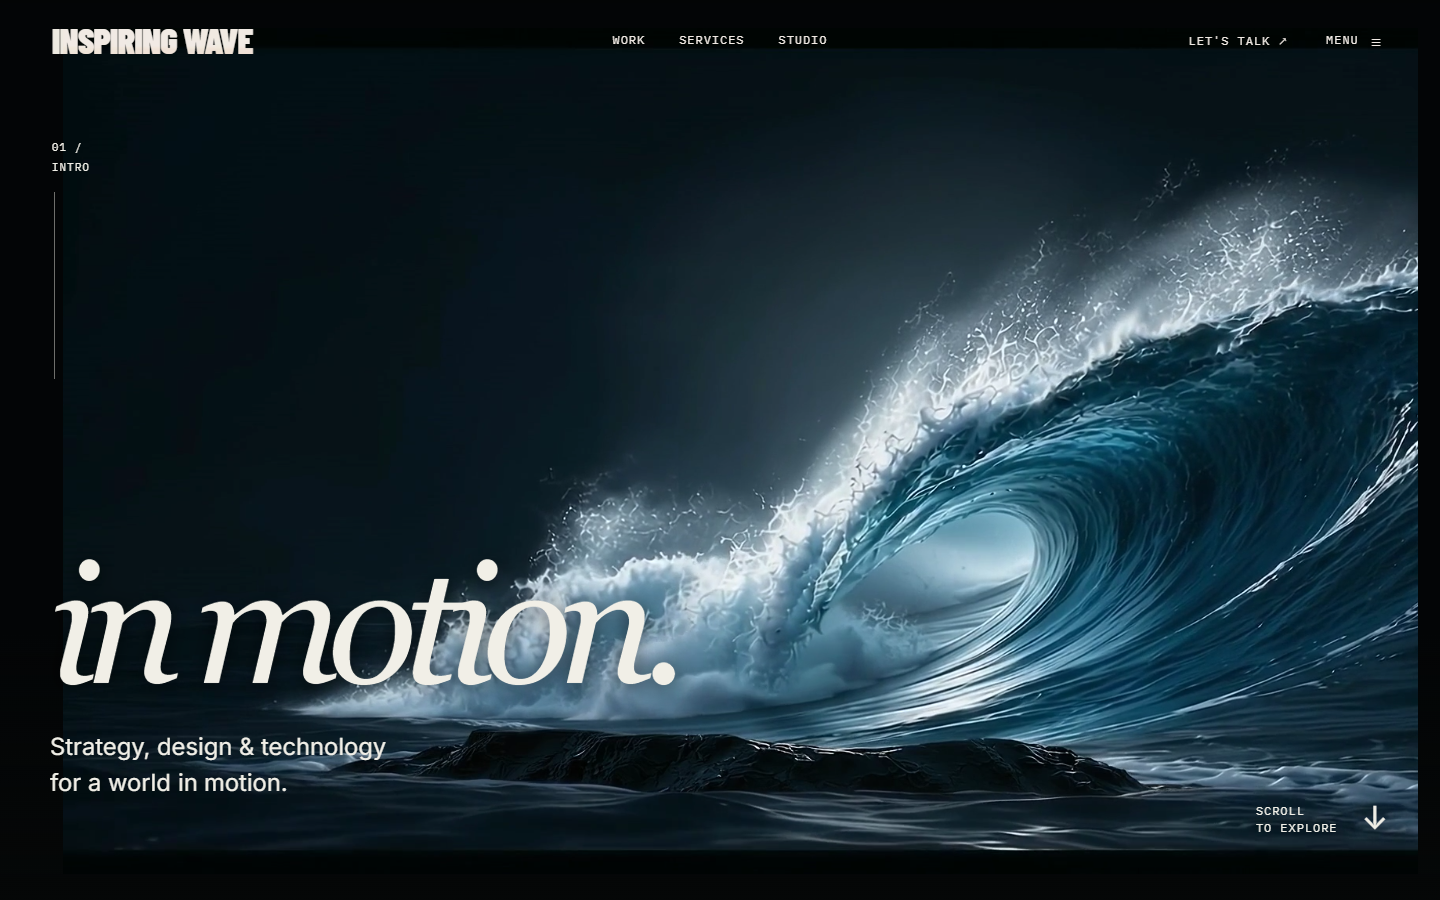 INSPIRING WAVE
WORK
SERVICES
STUDIO
LET'S TALK ↗
MENU ≡
01 /
INTRO
in motion.
Strategy, design & technology
for a world in motion.
SCROLL
TO EXPLORE ↓